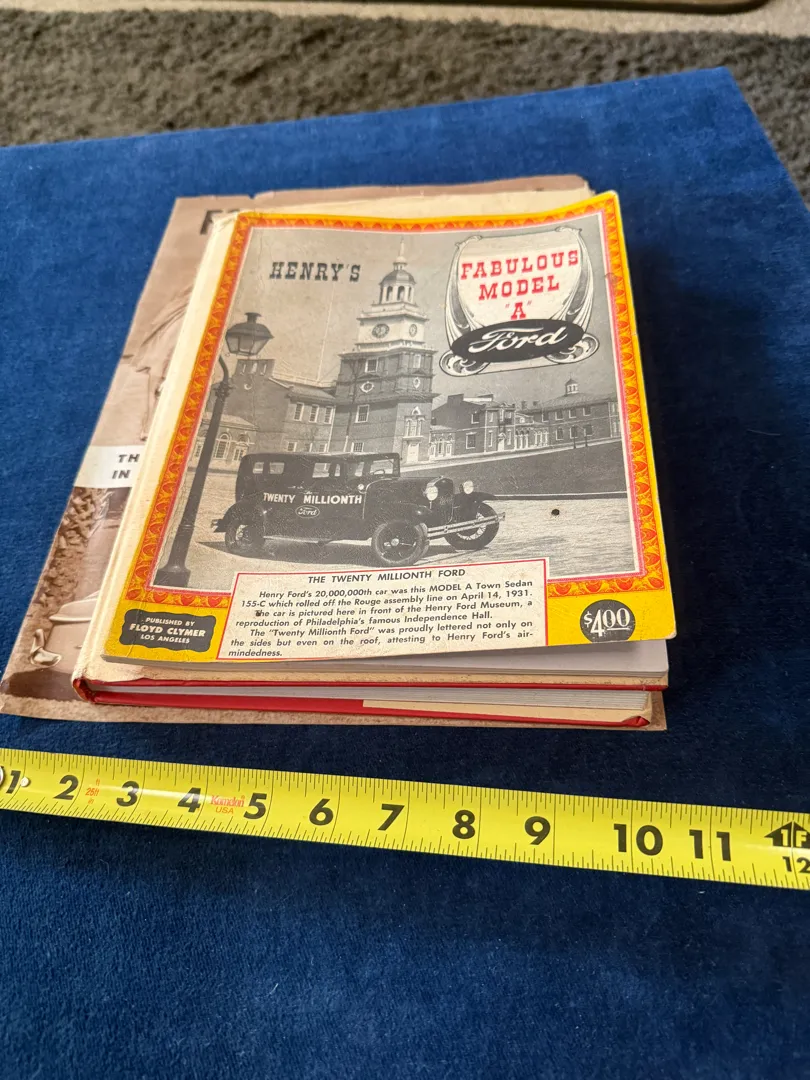 HENRY'S
FABULOUS
MODEL
"A"
Ford
TWENTY MILLIONTH
Ford
THE TWENTY MILLIONTH FORD
Henry Ford's 20,000,000th car was this MODEL A Town Sedan
155-C which rolled off the Rouge assembly line on April 14, 1931.
The car is pictured here in front of the Henry Ford Museum, a
reproduction of Philadelphia's famous Independence Hall.
The "Twenty Millionth Ford" was proudly lettered not only on
the sides but even on the roof, attesting to Henry Ford's air-
mindedness.
PUBLISHED BY
FLOYD CLYMER
LOS ANGELES
$4.00
TH
IN
1 2 3 4 5 6 7 8 9 10 11
25ft
Komelon
USA
12